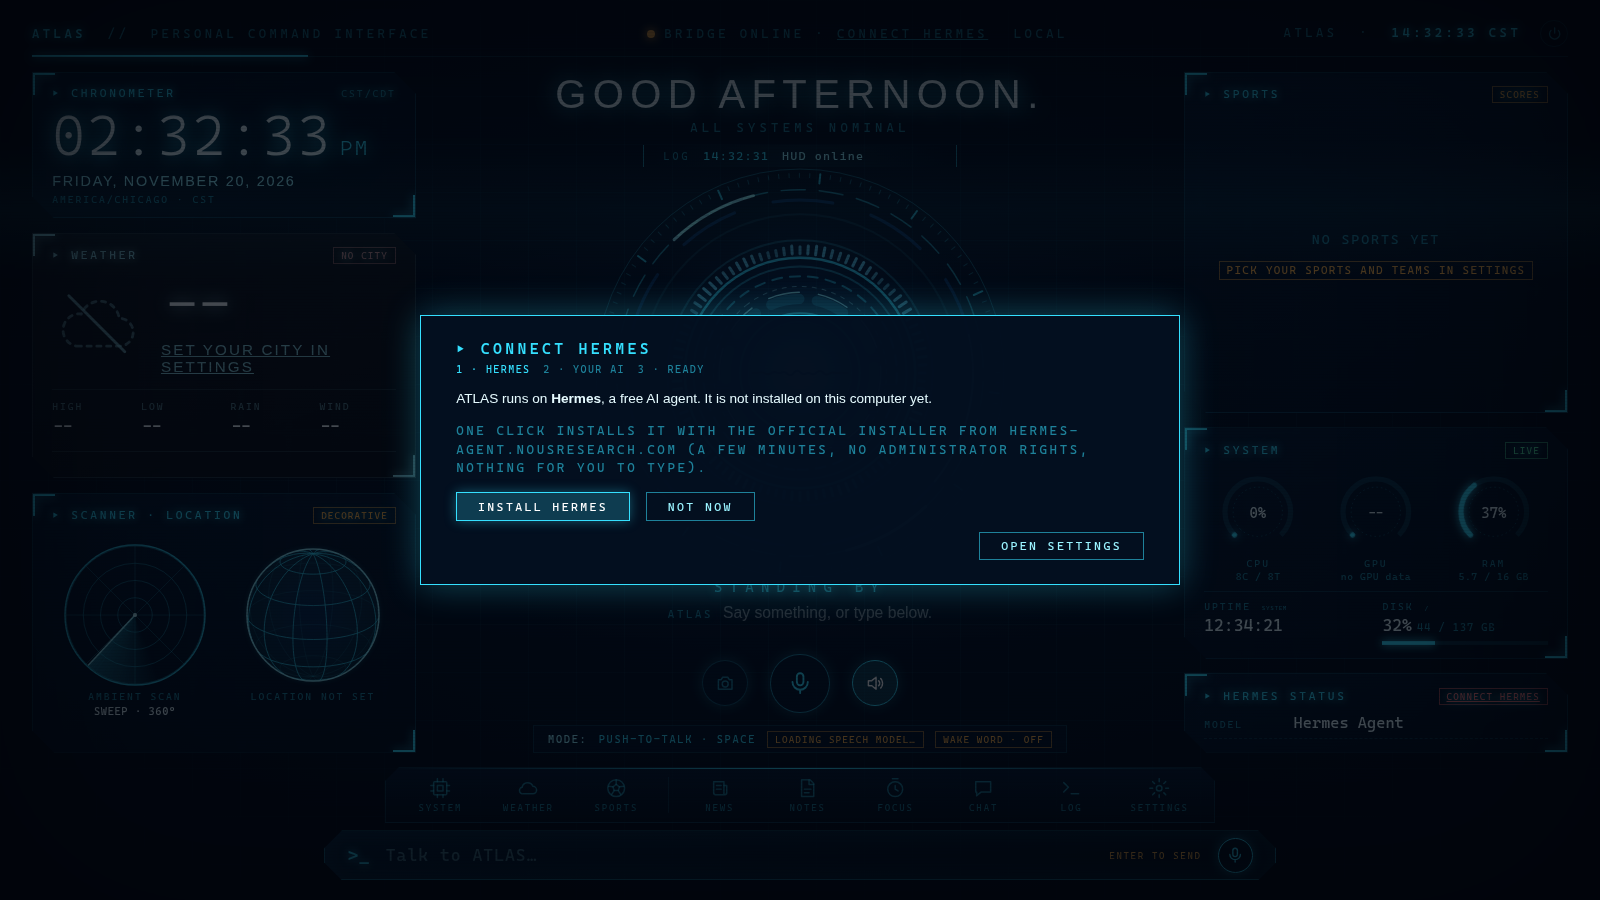 ATLAS // PERSONAL COMMAND INTERFACE
BRIDGE ONLINE · CONNECT HERMES LOCAL
ATLAS · 14:32:33 CST
CHRONOMETER CST/CDT
02:32:33 PM
FRIDAY, NOVEMBER 20, 2026
AMERICA/CHICAGO · CST
WEATHER NO CITY
--
SET YOUR CITY IN
SETTINGS
HIGH LOW RAIN WIND
-- -- -- --
SCANNER · LOCATION DECORATIVE
AMBIENT SCAN
SWEEP · 360°
LOCATION NOT SET
GOOD AFTERNOON.
ALL SYSTEMS NOMINAL
LOG 14:32:31 HUD online
CONNECT HERMES
1 · HERMES 2 · YOUR AI 3 · READY
ATLAS runs on Hermes, a free AI agent. It is not installed on this computer yet.
ONE CLICK INSTALLS IT WITH THE OFFICIAL INSTALLER FROM HERMES-
AGENT.NOUSRESEARCH.COM (A FEW MINUTES, NO ADMINISTRATOR RIGHTS,
NOTHING FOR YOU TO TYPE).
INSTALL HERMES NOT NOW
OPEN SETTINGS
STANDING BY
ATLAS Say something, or type below.
MODE: PUSH-TO-TALK · SPACE LOADING SPEECH MODEL… WAKE WORD · OFF
SPORTS SCORES
NO SPORTS YET
PICK YOUR SPORTS AND TEAMS IN SETTINGS
SYSTEM LIVE
0% -- 37%
CPU GPU RAM
8C / 8T no GPU data 5.7 / 16 GB
UPTIME SYSTEM DISK /
12:34:21 32% 44 / 137 GB
HERMES STATUS CONNECT HERMES
MODEL Hermes Agent
SYSTEM WEATHER SPORTS NEWS NOTES FOCUS CHAT LOG SETTINGS
>_ Talk to ATLAS… ENTER TO SEND